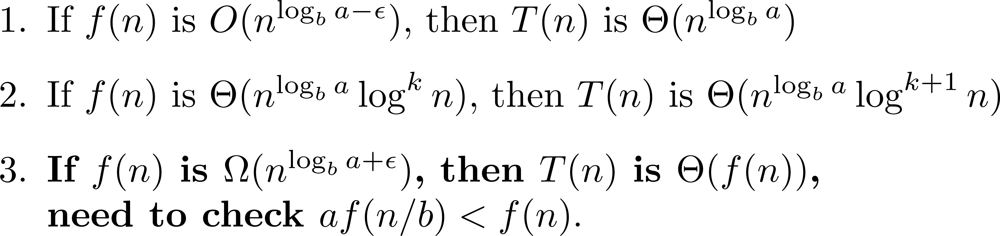 1. If $f(n)$ is $O(n^{\log_b a-\epsilon})$, then $T(n)$ is $\Theta(n^{\log_b a})$
2. If $f(n)$ is $\Theta(n^{\log_b a} \log^k n)$, then $T(n)$ is $\Theta(n^{\log_b a} \log^{k+1} n)$
3. If $f(n)$ is $\Omega(n^{\log_b a+\epsilon})$, then $T(n)$ is $\Theta(f(n))$,
need to check $af(n/b) < f(n)$.